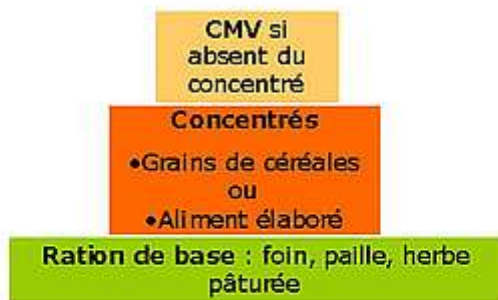 CMV si
absent du
concentré
Concentrés
•Grains de céréales
ou
•Aliment élaboré
Ration de base : foin, paille, herbe
pâturée